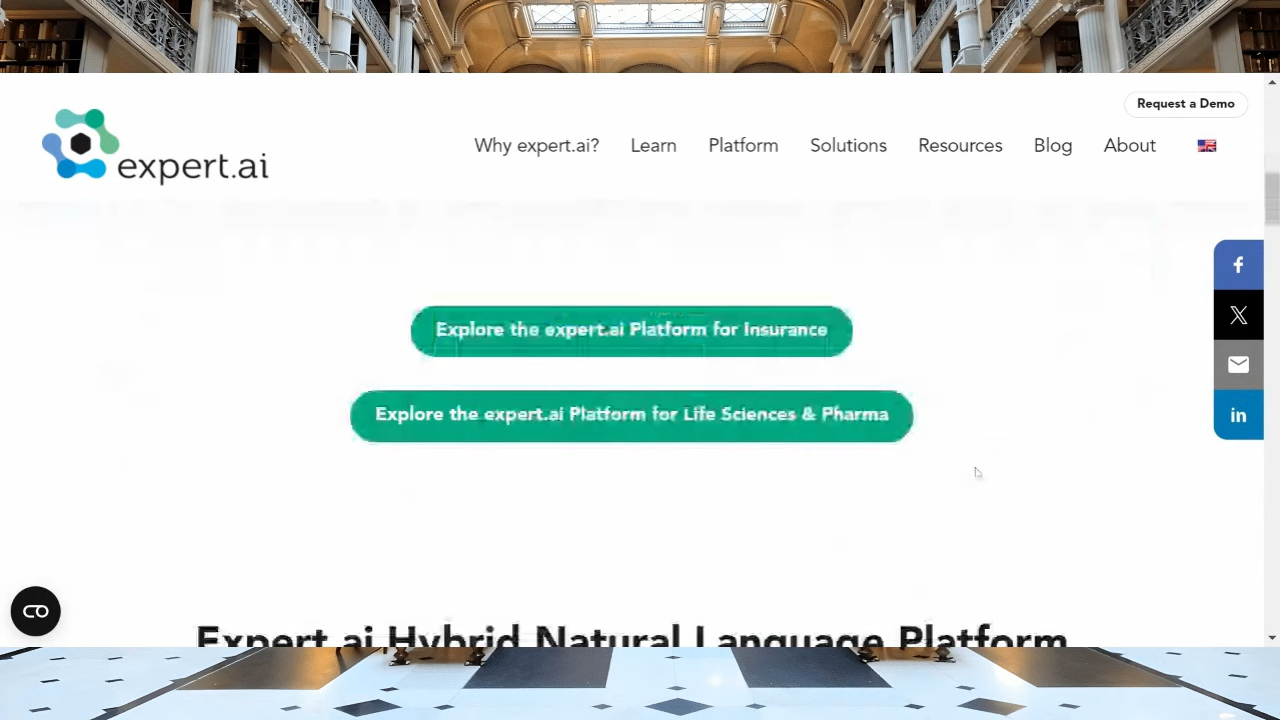 Request a Demo
expert.ai
Why expert.ai? Learn Platform Solutions Resources Blog About
Explore the expert.ai Platform for Insurance
Explore the expert.ai Platform for Life Sciences & Pharma
Expert.ai Hybrid Natural Language Platform